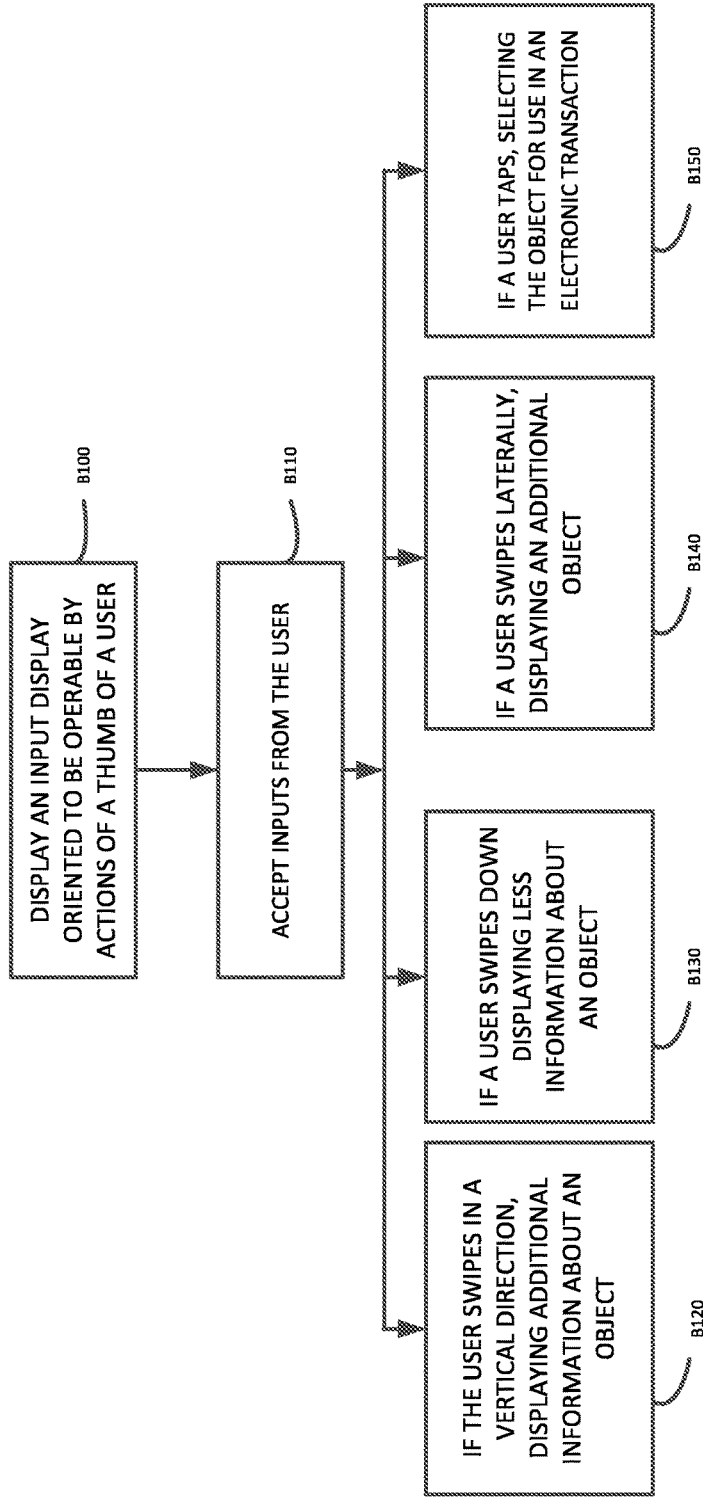 DISPLAY AN INPUT DISPLAY
ORIENTED TO BE OPERABLE BY
ACTIONS OF A THUMB OF A USER
B100
ACCEPT INPUTS FROM THE USER
B110
IF THE USER SWIPES IN A
VERTICAL DIRECTION,
DISPLAYING ADDITIONAL
INFORMATION ABOUT AN
OBJECT
B120
IF A USER SWIPES DOWN
DISPLAYING LESS
INFORMATION ABOUT
AN OBJECT
B130
IF A USER SWIPES LATERALLY,
DISPLAYING AN ADDITIONAL
OBJECT
B140
IF A USER TAPS, SELECTING
THE OBJECT FOR USE IN AN
ELECTRONIC TRANSACTION
B150